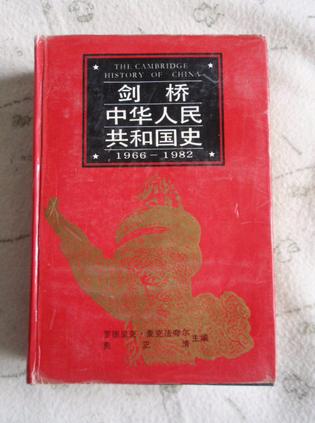 THE CAMBRIDGE
HISTORY OF CHINA
剑桥
中华人民
共和国史
1966－1982
罗德里克·麦克法夸尔
费正清
主编